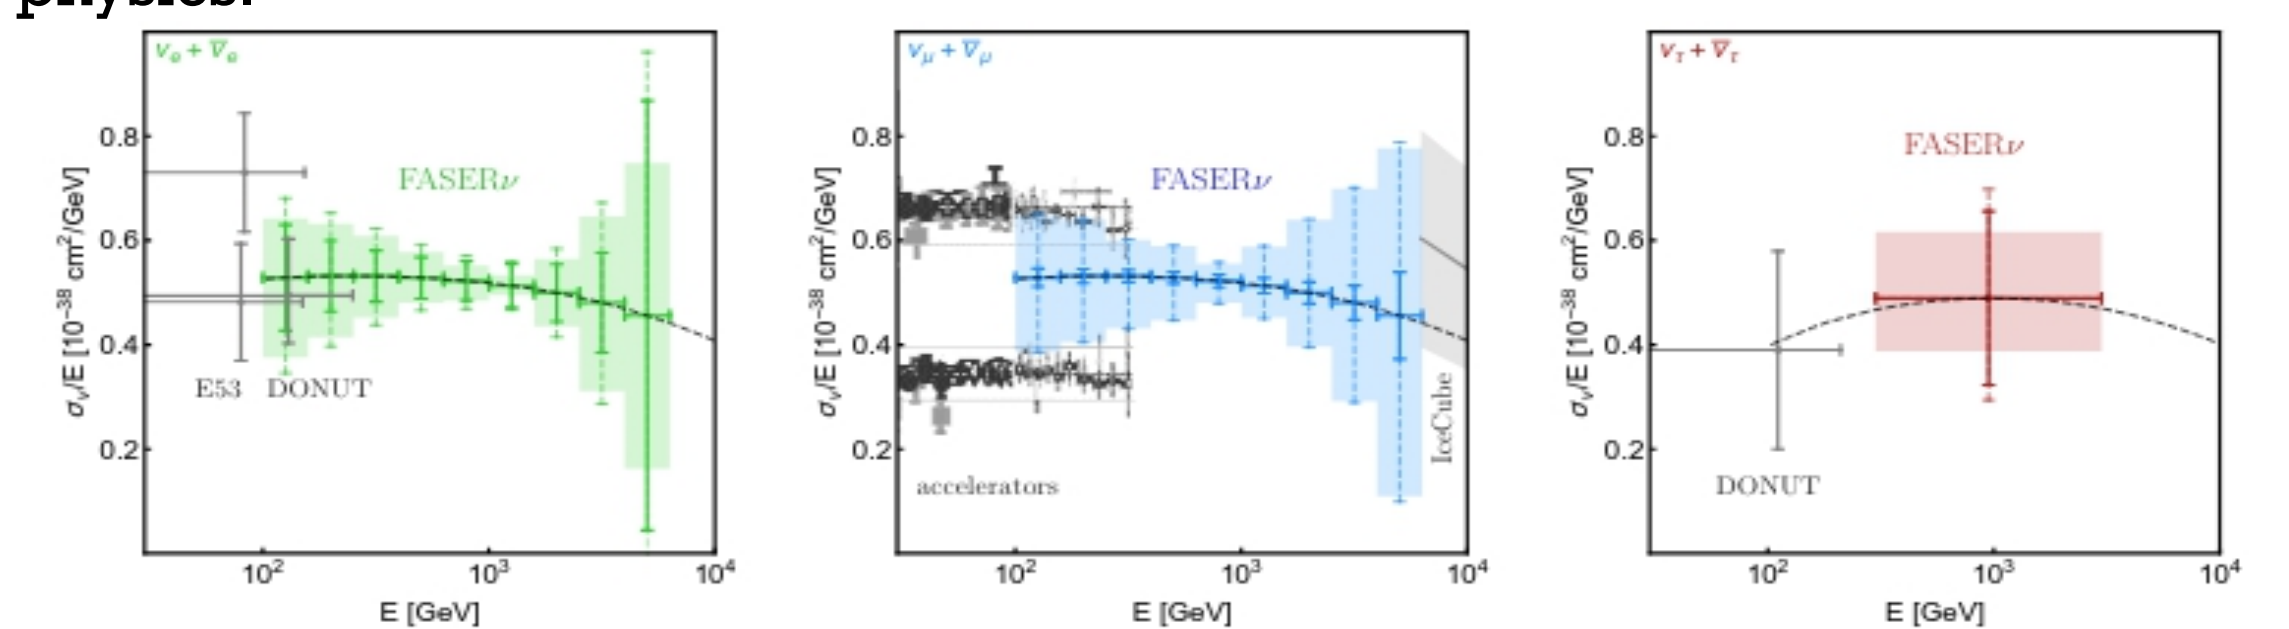 physics.
νe + ν̅e
FASERν
E53 DONUT
0.8
0.6
0.4
0.2
σν/E [10⁻³⁸ cm²/GeV]
10² 10³ 10⁴
E [GeV]
νμ + ν̅μ
FASERν
accelerators
IceCube
0.8
0.6
0.4
0.2
σν/E [10⁻³⁸ cm²/GeV]
10² 10³ 10⁴
E [GeV]
ντ + ν̅τ
FASERν
DONUT
0.8
0.6
0.4
0.2
σν/E [10⁻³⁸ cm²/GeV]
10² 10³ 10⁴
E [GeV]